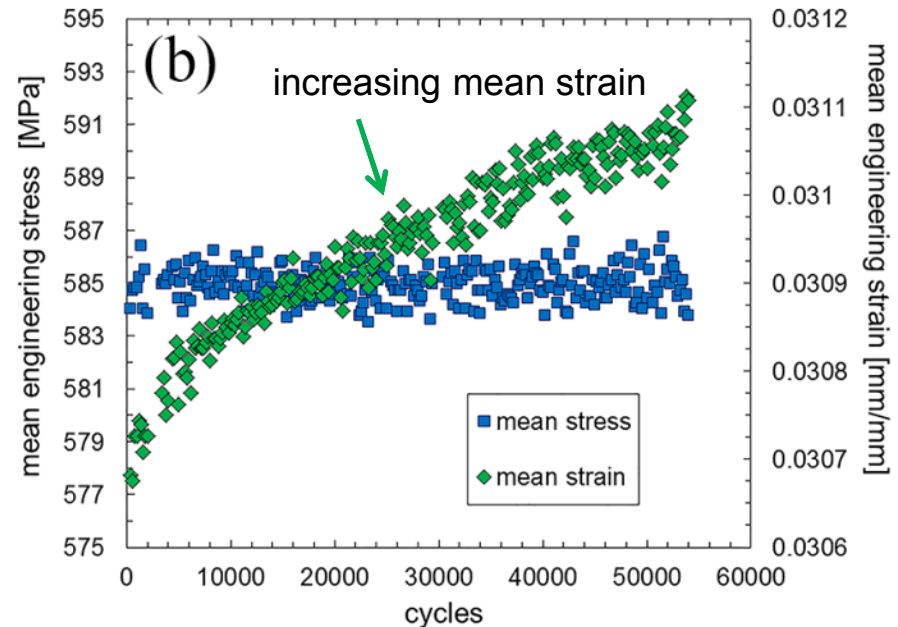 (b)
increasing mean strain
mean engineering stress [MPa]
595
593
591
589
587
585
583
581
579
577
575
mean engineering strain [mm/mm]
0.0312
0.0311
0.031
0.0309
0.0308
0.0307
0.0306
mean stress
mean strain
0 10000 20000 30000 40000 50000 60000
cycles